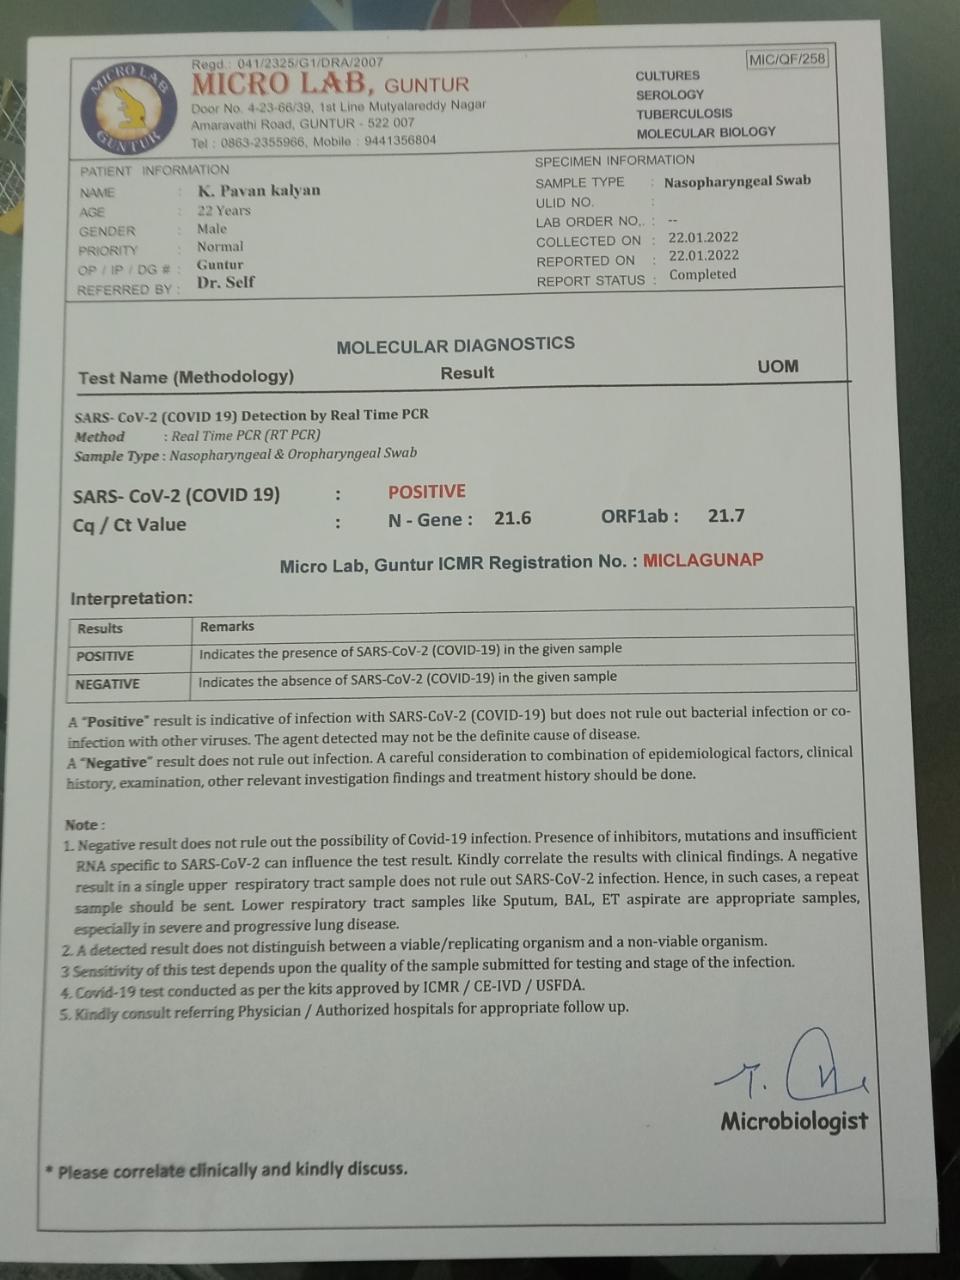 MICRO LAB
GUNTUR
Regd.: 041/2325/G1/DRA/2007
MIC/QF/258
MICRO LAB, GUNTUR
Door No. 4-23-66/39, 1st Line Mutyalareddy Nagar
Amaravathi Road, GUNTUR - 522 007
Tel : 0863-2355966, Mobile : 9441356804
CULTURES
SEROLOGY
TUBERCULOSIS
MOLECULAR BIOLOGY
PATIENT INFORMATION
NAME : K. Pavan kalyan
AGE : 22 Years
GENDER : Male
PRIORITY : Normal
OP / IP / DG # : Guntur
REFERRED BY : Dr. Self
SPECIMEN INFORMATION
SAMPLE TYPE : Nasopharyngeal Swab
ULID NO. :
LAB ORDER NO,. : --
COLLECTED ON : 22.01.2022
REPORTED ON : 22.01.2022
REPORT STATUS : Completed
MOLECULAR DIAGNOSTICS
Test Name (Methodology) Result UOM
SARS- CoV-2 (COVID 19) Detection by Real Time PCR
Method : Real Time PCR (RT PCR)
Sample Type : Nasopharyngeal & Oropharyngeal Swab
SARS- CoV-2 (COVID 19) : POSITIVE
Cq / Ct Value : N - Gene : 21.6 ORF1ab : 21.7
Micro Lab, Guntur ICMR Registration No. : MICLAGUNAP
Interpretation:
Results Remarks
POSITIVE Indicates the presence of SARS-CoV-2 (COVID-19) in the given sample
NEGATIVE Indicates the absence of SARS-CoV-2 (COVID-19) in the given sample
A "Positive" result is indicative of infection with SARS-CoV-2 (COVID-19) but does not rule out bacterial infection or co-
infection with other viruses. The agent detected may not be the definite cause of disease.
A "Negative" result does not rule out infection. A careful consideration to combination of epidemiological factors, clinical
history, examination, other relevant investigation findings and treatment history should be done.
Note :
1. Negative result does not rule out the possibility of Covid-19 infection. Presence of inhibitors, mutations and insufficient
RNA specific to SARS-CoV-2 can influence the test result. Kindly correlate the results with clinical findings. A negative
result in a single upper respiratory tract sample does not rule out SARS-CoV-2 infection. Hence, in such cases, a repeat
sample should be sent. Lower respiratory tract samples like Sputum, BAL, ET aspirate are appropriate samples,
especially in severe and progressive lung disease.
2. A detected result does not distinguish between a viable/replicating organism and a non-viable organism.
3 Sensitivity of this test depends upon the quality of the sample submitted for testing and stage of the infection.
4. Covid-19 test conducted as per the kits approved by ICMR / CE-IVD / USFDA.
5. Kindly consult referring Physician / Authorized hospitals for appropriate follow up.
Microbiologist
* Please correlate clinically and kindly discuss.